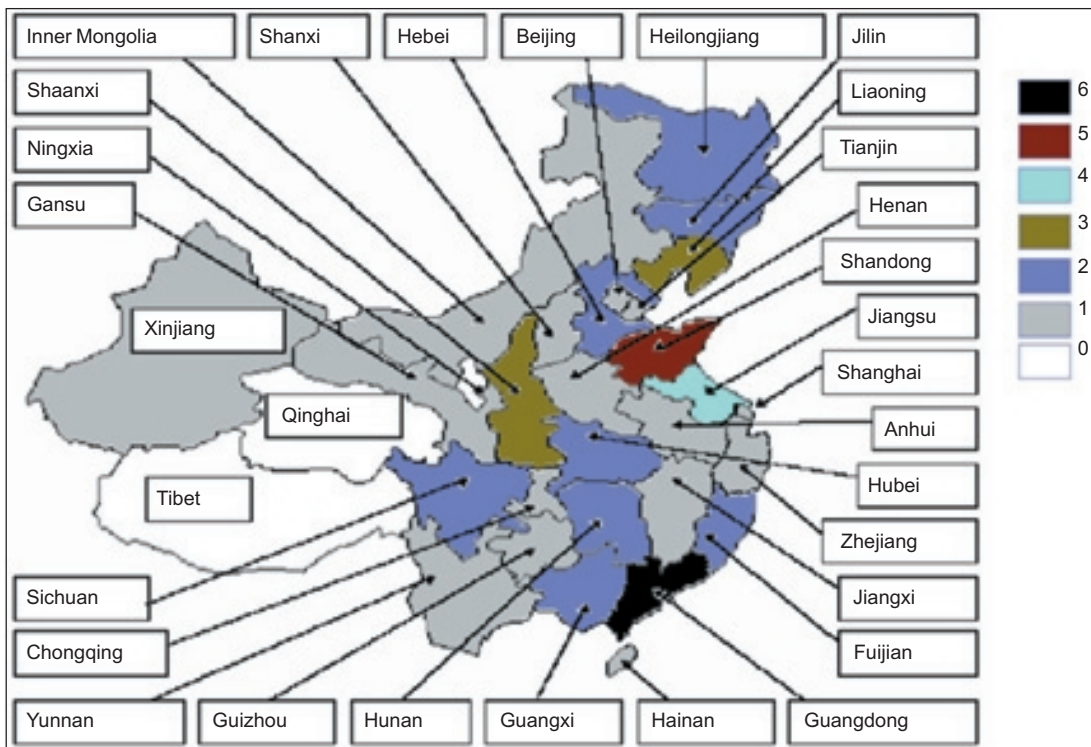 Inner Mongolia
Shanxi
Hebei
Beijing
Heilongjiang
Jilin
Shaanxi
Liaoning
Ningxia
Tianjin
Gansu
Henan
Shandong
Xinjiang
Jiangsu
Shanghai
Qinghai
Anhui
Tibet
Hubei
Zhejiang
Sichuan
Jiangxi
Chongqing
Fuijian
Yunnan
Guizhou
Hunan
Guangxi
Hainan
Guangdong
6
5
4
3
2
1
0